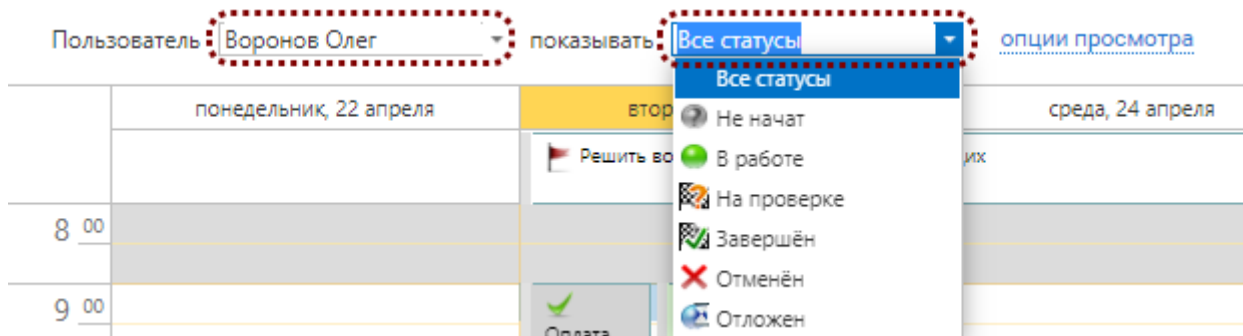 Пользователь Воронов Олег показывать Все статусы опции просмотра
Все статусы
понедельник, 22 апреля втор среда, 24 апреля
Не начат
Решить во их
В работе
На проверке
8 00
Завершён
Отменён
9 00
Оплата
Отложен